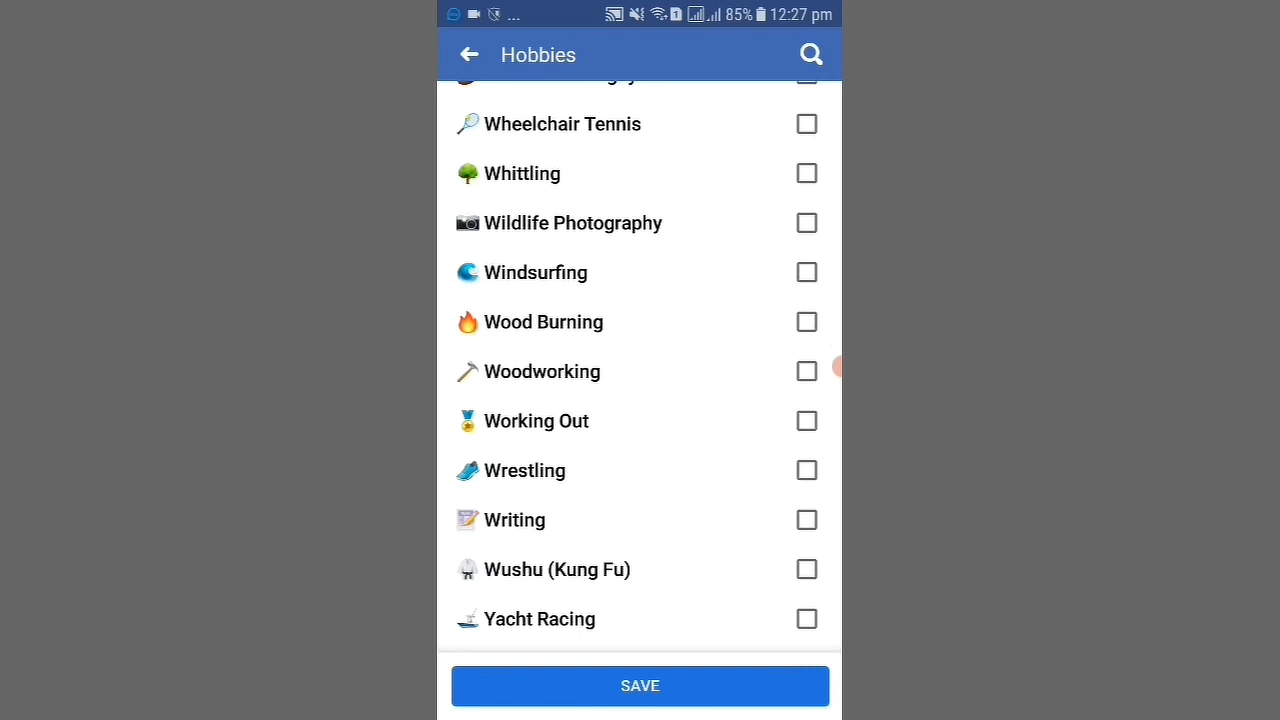 ... 1 85% 12:27 pm
Hobbies
Wheelchair Tennis
Whittling
Wildlife Photography
Windsurfing
Wood Burning
Woodworking
Working Out
Wrestling
Writing
Wushu (Kung Fu)
Yacht Racing
SAVE